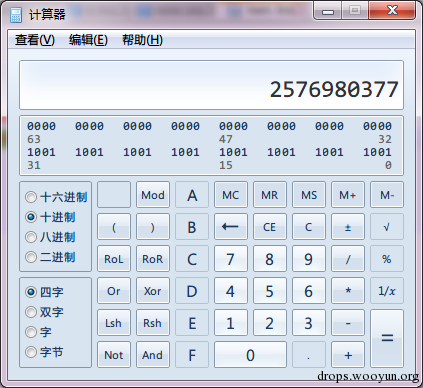 计算器
查看(V) 编辑(E) 帮助(H)
2576980377
0000 0000 0000 0000 0000 0000 0000 0000
63 47 32
1001 1001 1001 1001 1001 1001 1001 1001
31 15 0
十六进制 Mod A MC MR MS M+ M-
十进制 ( ) B ← CE C ± √
八进制
二进制 RoL RoR C 7 8 9 / %
四字 Or Xor D 4 5 6 * 1/x
双字
字 Lsh Rsh E 1 2 3 - =
字节 Not And F 0 . +
drops.wooyun.org